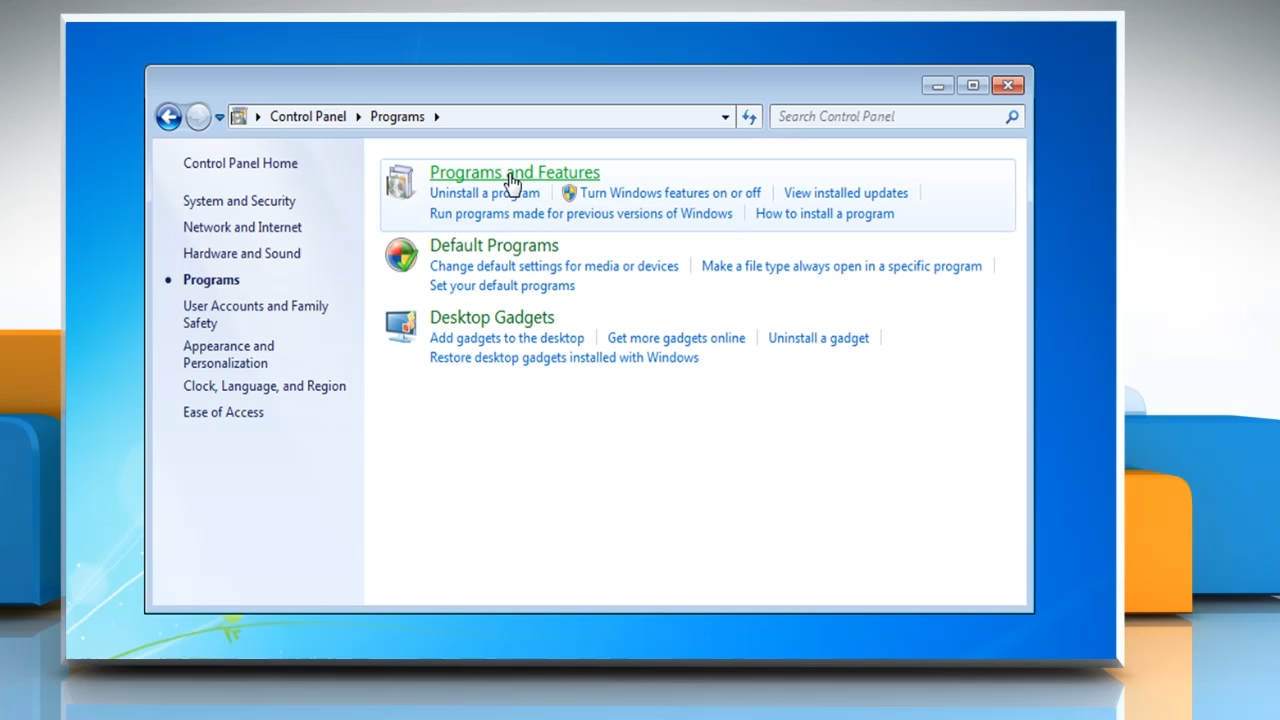 Control Panel Programs
Search Control Panel
Control Panel Home
System and Security
Network and Internet
Hardware and Sound
Programs
User Accounts and Family
Safety
Appearance and
Personalization
Clock, Language, and Region
Ease of Access
Programs and Features
Uninstall a program Turn Windows features on or off View installed updates
Run programs made for previous versions of Windows How to install a program
Default Programs
Change default settings for media or devices Make a file type always open in a specific program
Set your default programs
Desktop Gadgets
Add gadgets to the desktop Get more gadgets online Uninstall a gadget
Restore desktop gadgets installed with Windows